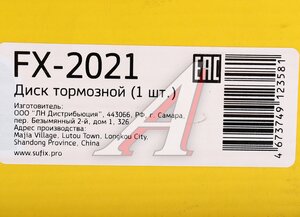 FX-2021
Диск тормозной (1 шт.)
Изготовитель:
ООО "ЛН Дистрибьюция", 443066, РФ, г. Самара,
пер. Безымянный 2-й, дом 1, 326
Адрес производства:
Majia Village, Lutou Town, Longkou City,
Shandong Province, China
www.sufix.pro
EAC
4 673749 123581